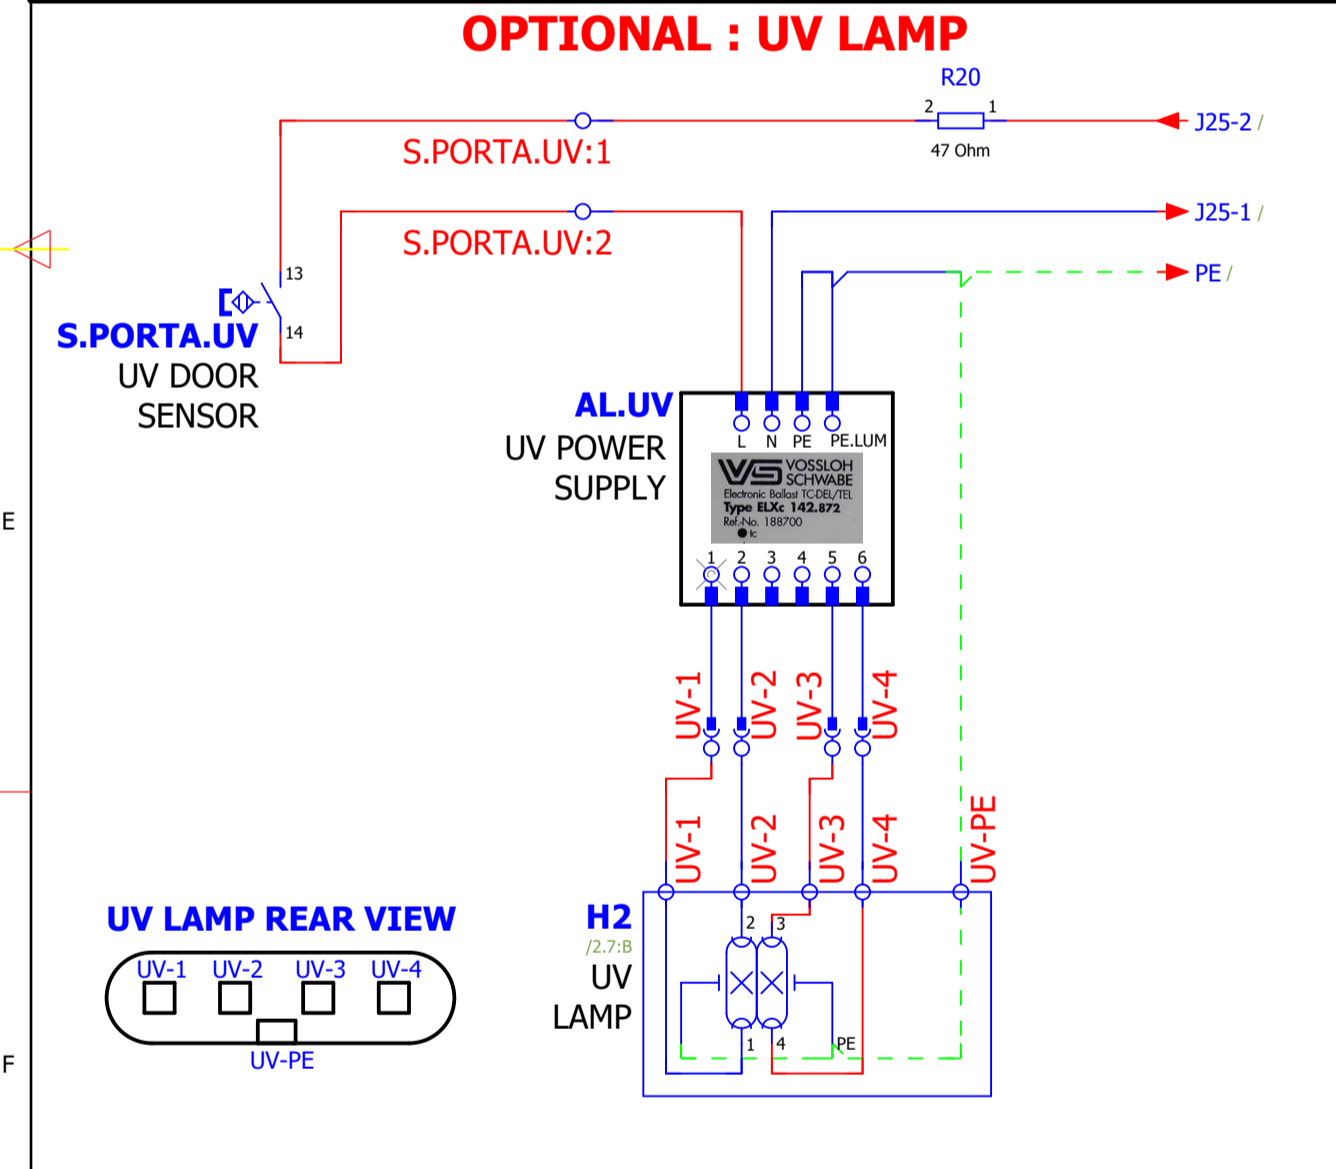 OPTIONAL : UV LAMP
R20
2 1
J25-2 /
47 Ohm
S.PORTA.UV:1
J25-1 /
S.PORTA.UV:2
PE /
13
14
S.PORTA.UV
UV DOOR
SENSOR
AL.UV
UV POWER
SUPPLY
L N PE PE.LUM
VS VOSSLOH
SCHWABE
Electronic Ballast TC-DEL/TEL
Type ELXc 142.872
Ref.-No. 188700
tc
1 2 3 4 5 6
E
UV-1 UV-2 UV-3 UV-4
UV-1 UV-2 UV-3 UV-4 UV-PE
H2
/2.7:B
UV
LAMP
2 3
1 4 PE
UV LAMP REAR VIEW
UV-1 UV-2 UV-3 UV-4
UV-PE
F